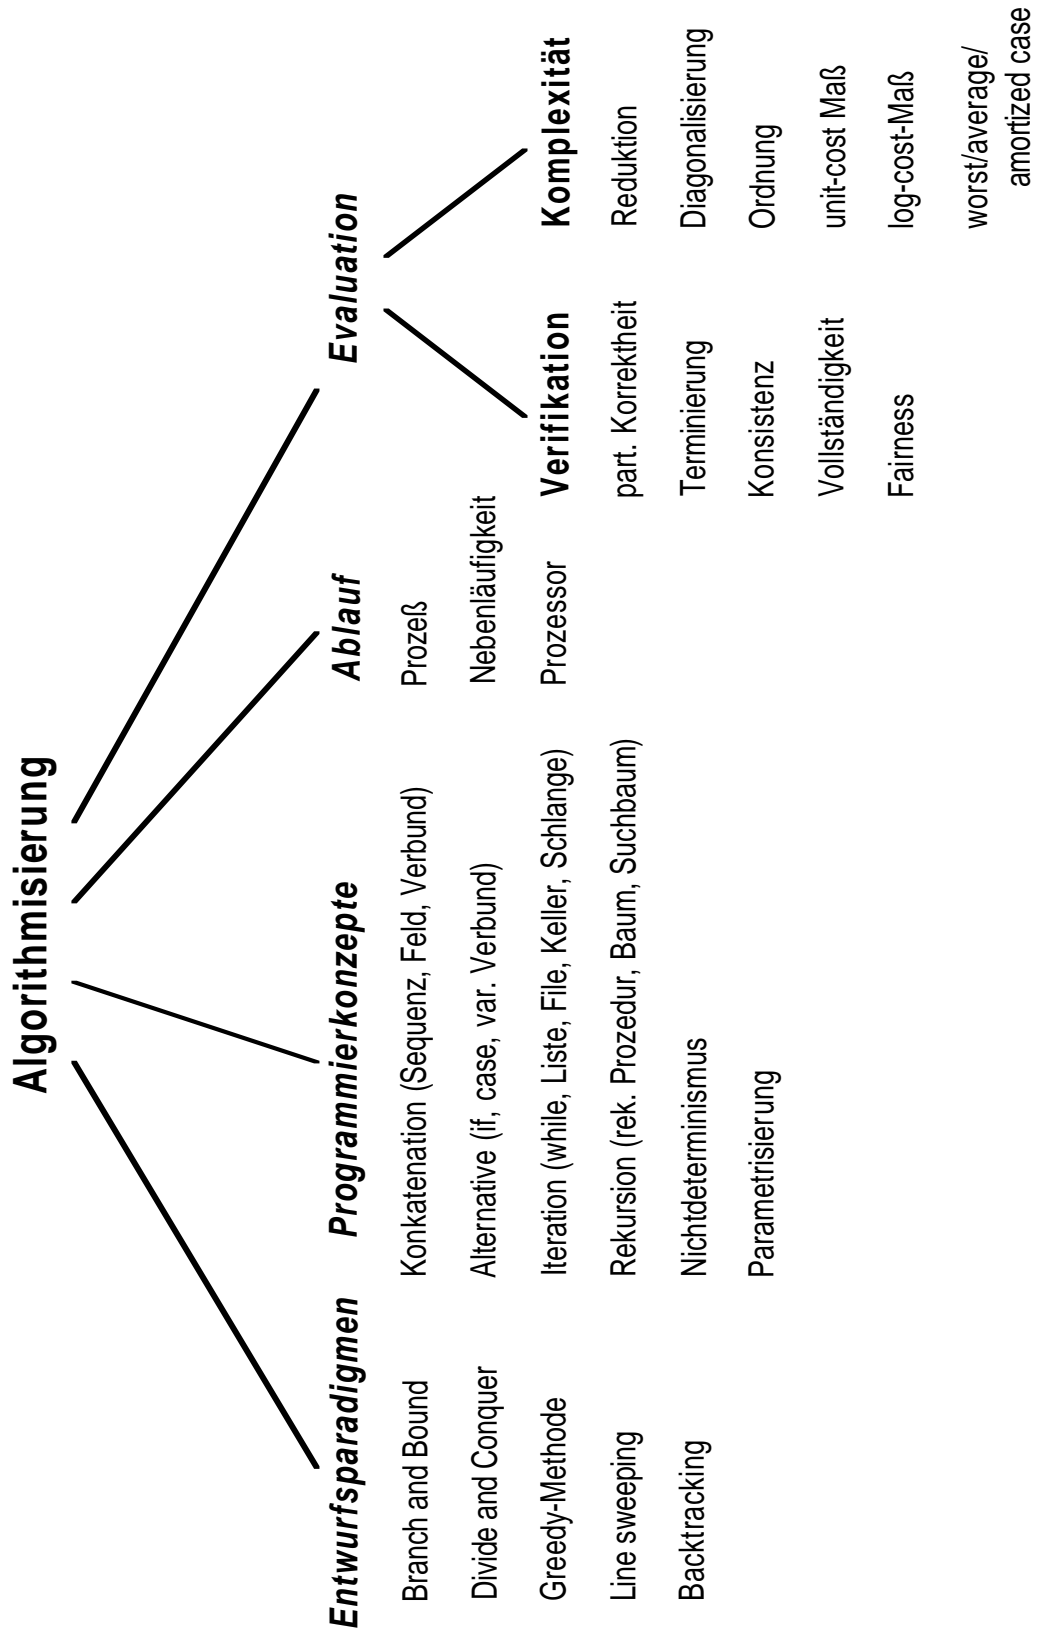 Algorithmisierung
Entwurfsparadigmen
Branch and Bound
Divide and Conquer
Greedy-Methode
Line sweeping
Backtracking
Programmierkonzepte
Konkatenation (Sequenz, Feld, Verbund)
Alternative (if, case, var. Verbund)
Iteration (while, Liste, File, Keller, Schlange)
Rekursion (rek. Prozedur, Baum, Suchbaum)
Nichtdeterminismus
Parametrisierung
Ablauf
Prozeß
Nebenläufigkeit
Prozessor
Evaluation
Verifikation
part. Korrektheit
Terminierung
Konsistenz
Vollständigkeit
Fairness
Komplexität
Reduktion
Diagonalisierung
Ordnung
unit-cost Maß
log-cost-Maß
worst/average/
amortized case